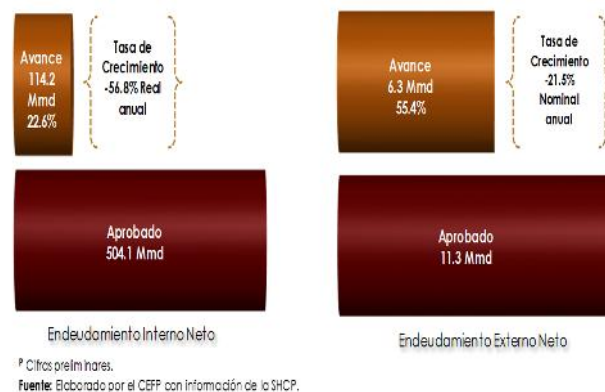 Avance
114.2
Mmd
22.6%
Tasa de
Crecimiento
-56.8% Real
anual
Aprobado
504.1 Mmd
Endeudamiento Interno Neto
Avance
6.3 Mmd
55.4%
Tasa de
Crecimiento
-21.5%
Nominal
anual
Aprobado
11.3 Mmd
Endeudamiento Externo Neto
ᴾ Cifras preliminares.
Fuente: Elaborado por el CEFP con información de la SHCP.